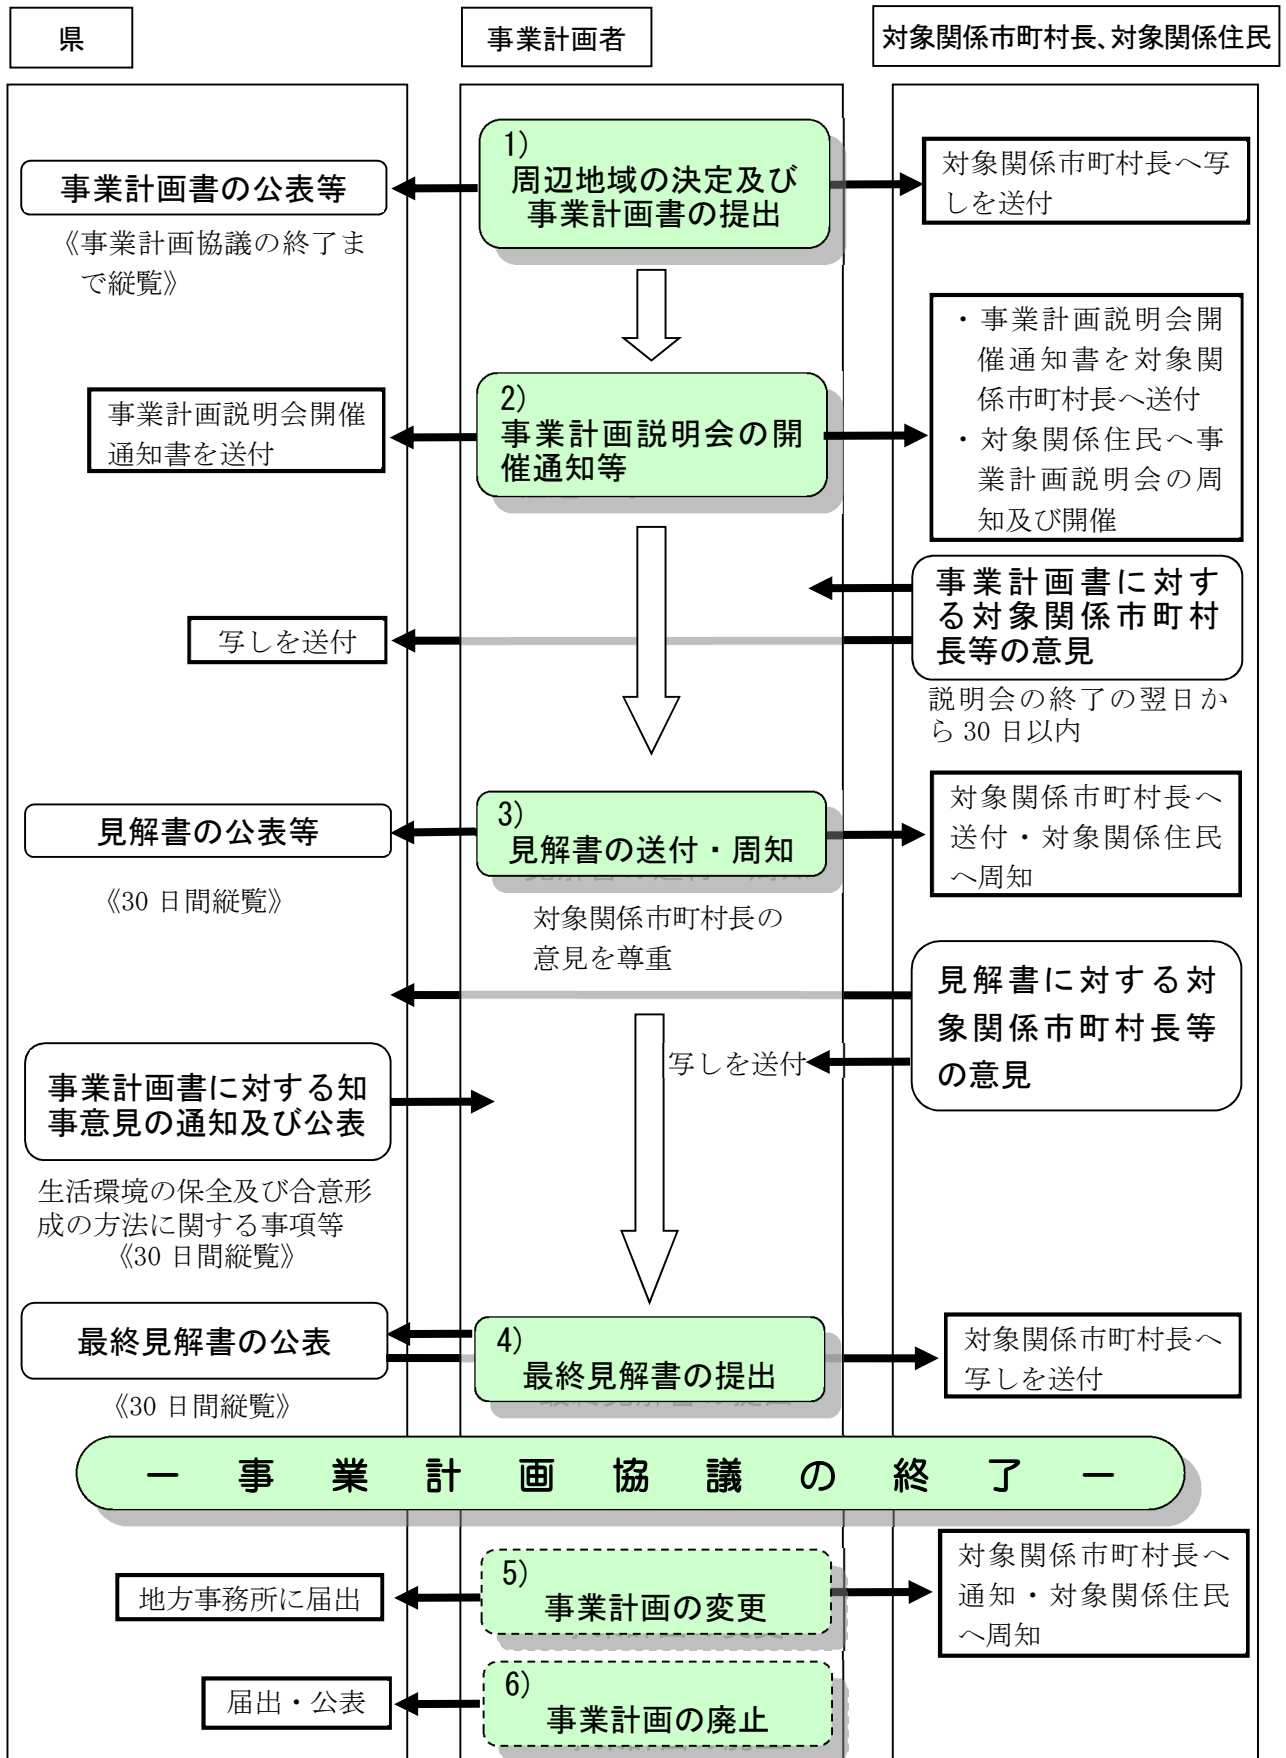 県
事業計画者
対象関係市町村長、対象関係住民
1)
周辺地域の決定及び
事業計画書の提出
事業計画書の公表等
《事業計画協議の終了ま
で縦覧》
対象関係市町村長へ写
しを送付
2)
事業計画説明会の開
催通知等
事業計画説明会開催
通知書を送付
・事業計画説明会開
催通知書を対象関
係市町村長へ送付
・対象関係住民へ事
業計画説明会の周
知及び開催
事業計画書に対す
る対象関係市町村
長等の意見
写しを送付
説明会の終了の翌日か
ら 30 日以内
3)
見解書の送付・周知
見解書の公表等
《30 日間縦覧》
対象関係市町村長へ
送付・対象関係住民
へ周知
対象関係市町村長の
意見を尊重
見解書に対する対
象関係市町村長等
の意見
写しを送付
事業計画書に対する知
事意見の通知及び公表
生活環境の保全及び合意形
成の方法に関する事項等
《30 日間縦覧》
4)
最終見解書の提出
最終見解書の公表
《30 日間縦覧》
対象関係市町村長へ
写しを送付
－事業計画協議の終了－
5)
事業計画の変更
地方事務所に届出
対象関係市町村長へ
通知・対象関係住民
へ周知
6)
事業計画の廃止
届出・公表